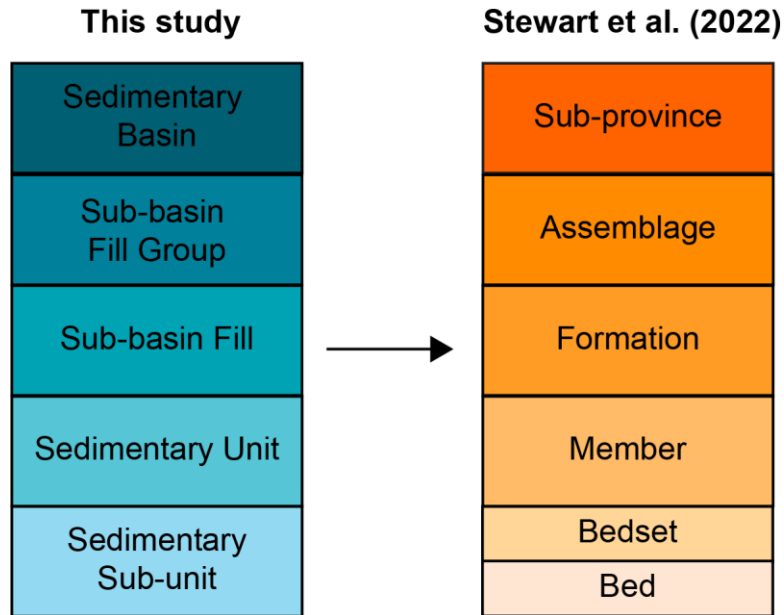 This study
Sedimentary
Basin
Sub-basin
Fill Group
Sub-basin Fill
Sedimentary Unit
Sedimentary
Sub-unit
Stewart et al. (2022)
Sub-province
Assemblage
Formation
Member
Bedset
Bed